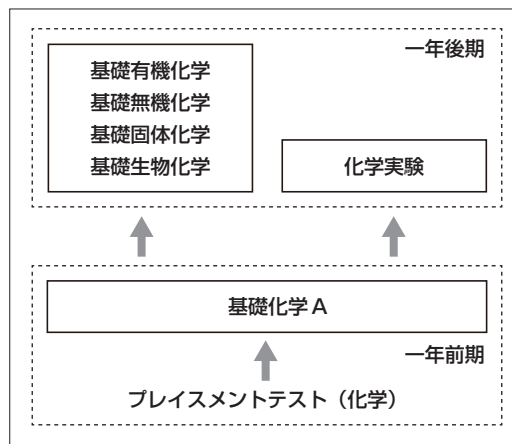 一年後期
基礎有機化学
基礎無機化学
基礎固体化学
基礎生物化学
化学実験
基礎化学A
一年前期
プレイスメントテスト（化学）